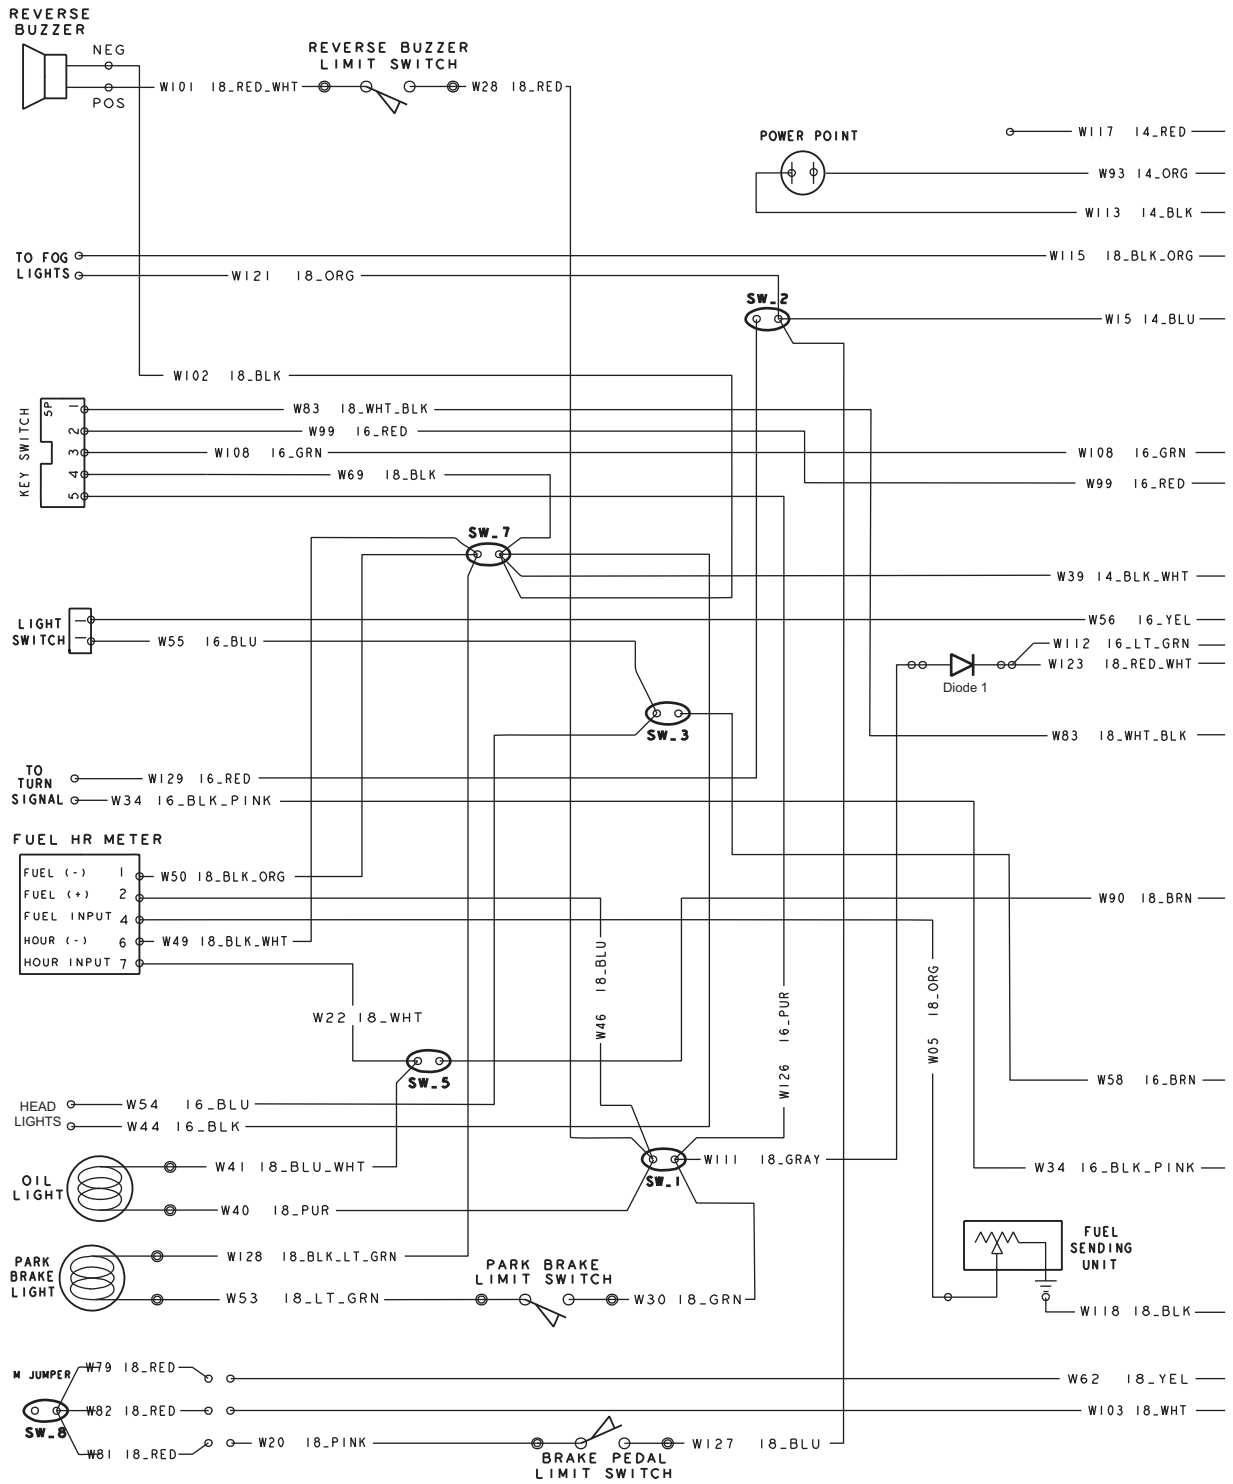 REVERSE
BUZZER
NEG
POS
W101 18_RED_WHT
REVERSE BUZZER
LIMIT SWITCH
W28 18_RED
POWER POINT
W117 14_RED
W93 14_ORG
W113 14_BLK
TO FOG
LIGHTS
W115 18_BLK_ORG
W121 18_ORG
SW_2
W15 14_BLU
W102 18_BLK
KEY SWITCH
5P
1
2
3
4
5
W83 18_WHT_BLK
W99 16_RED
W108 16_GRN
W108 16_GRN
W69 18_BLK
W99 16_RED
SW_7
W39 14_BLK_WHT
LIGHT
SWITCH
W56 16_YEL
W55 16_BLU
W112 16_LT_GRN
W123 18_RED_WHT
Diode 1
SW_3
W83 18_WHT_BLK
TO
TURN
SIGNAL
W129 16_RED
W34 16_BLK_PINK
FUEL HR METER
FUEL (-) 1
W50 18_BLK_ORG
FUEL (+) 2
W90 18_BRN
FUEL INPUT 4
HOUR (-) 6
W49 18_BLK_WHT
HOUR INPUT 7
W46 18_BLU
W126 16_PUR
W05 18_ORG
W22 18_WHT
SW_5
W58 16_BRN
HEAD
LIGHTS
W54 16_BLU
W44 16_BLK
OIL
LIGHT
W41 18_BLU_WHT
W111 18_GRAY
SW_1
W34 16_BLK_PINK
W40 18_PUR
PARK
BRAKE
LIGHT
W128 18_BLK_LT_GRN
W53 18_LT_GRN
PARK BRAKE
LIMIT SWITCH
W30 18_GRN
FUEL
SENDING
UNIT
W118 18_BLK
M JUMPER
W79 18_RED
W62 18_YEL
W82 18_RED
W103 18_WHT
SW_8
W81 18_RED
W20 18_PINK
W127 18_BLU
BRAKE PEDAL
LIMIT SWITCH